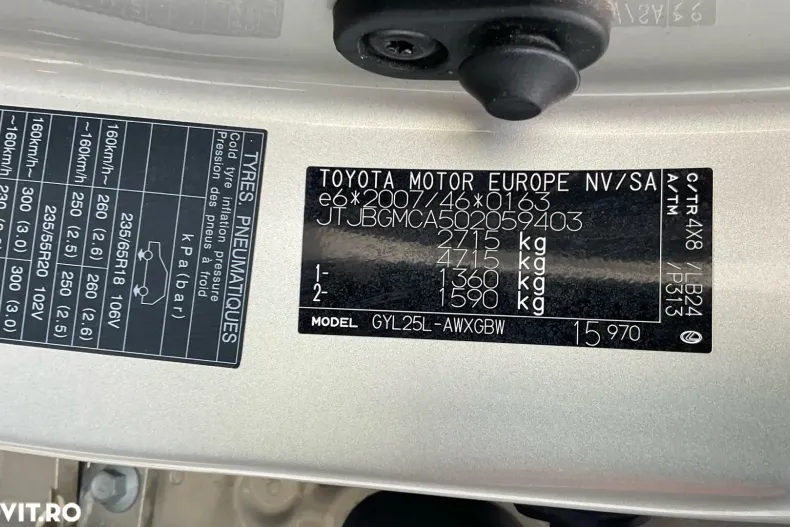 TYRES, PNEUMATIQUES
Cold tyre inflation pressure
Pression des pneus à froid
kPa(bar)
235/65R18 106V
160km/h~ 260 (2.6) 260 (2.6)
~160km/h 250 (2.5) 250 (2.5)
235/55R20 102V
160km/h~ 300 (3.0) 300 (3.0)
~160km/h 230
TOYOTA MOTOR EUROPE NV/SA
e6*2007/46*0163
JTJBGMCA502059403
2715 kg
4715 kg
1- 1360 kg
2- 1590 kg
MODEL GYL25L-AWXGBW 15 970
C/TR 4X8 /LB24
A/TM /P313
VIT.RO